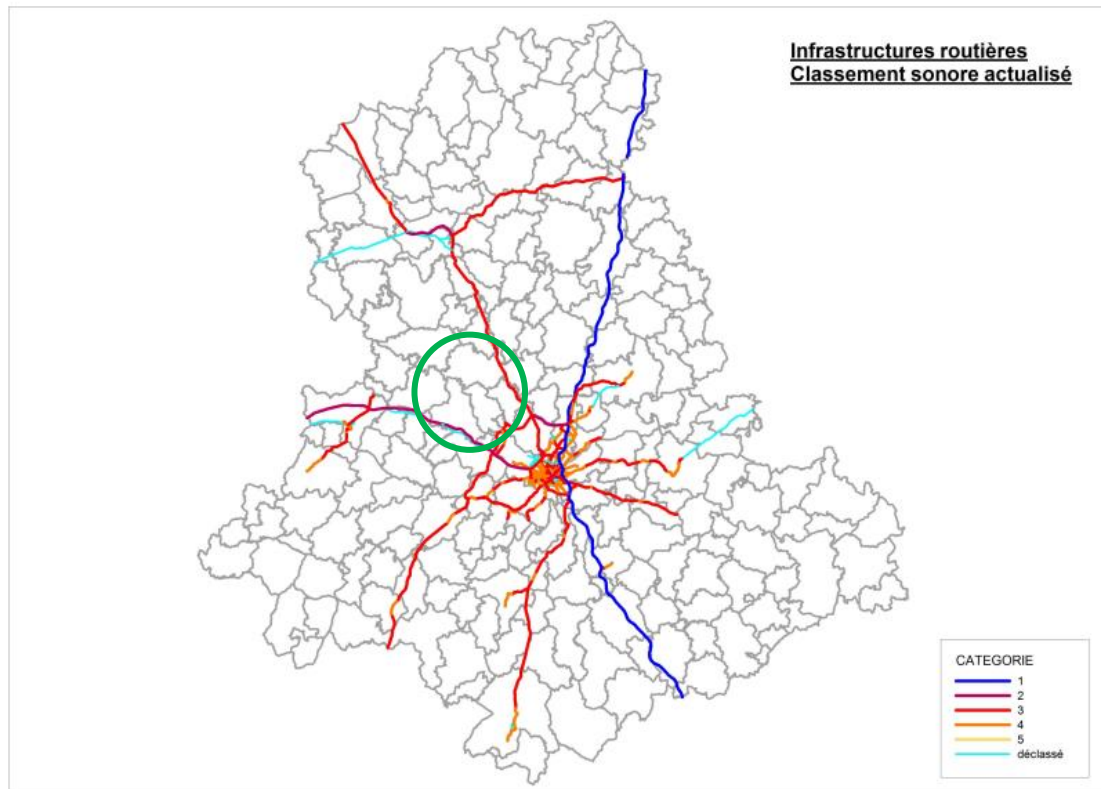 Infrastructures routières
Classement sonore actualisé
CATEGORIE
1
2
3
4
5
déclassé